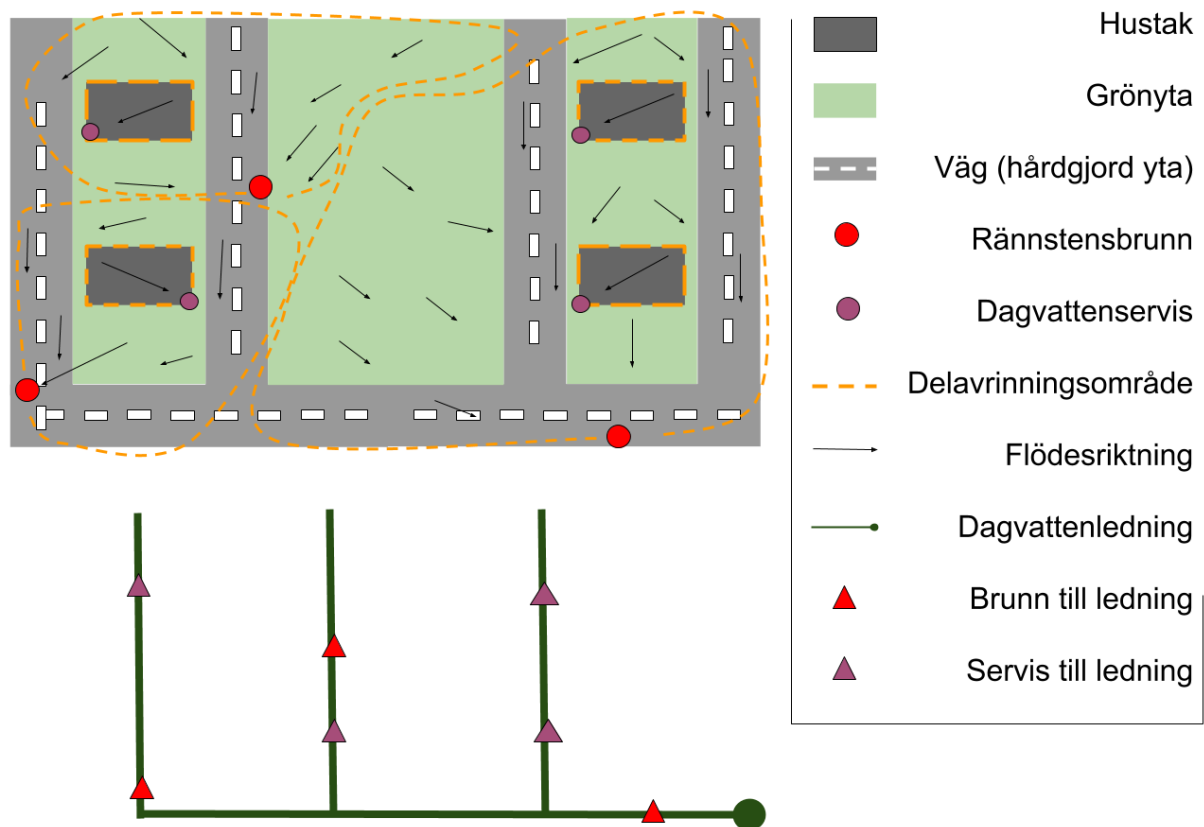 Hustak
Grönyta
Väg (hårdgjord yta)
Rännstensbrunn
Dagvattenservis
Delavrinningsområde
Flödesriktning
Dagvattenledning
Brunn till ledning
Servis till ledning